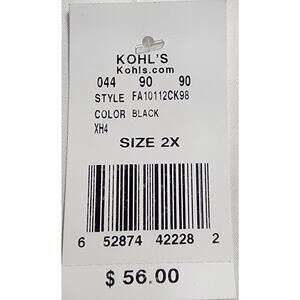 KOHL'S
Kohls.com
044 90 90
STYLE FA10112CK98
COLOR BLACK
XH4
SIZE 2X
6 52874 42228 2
$ 56.00